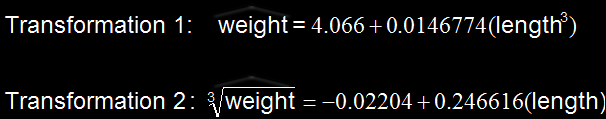 Transformation 1: weight = 4.066 + 0.0146774(length³)
Transformation 2: ∛weight = −0.02204 + 0.246616(length)